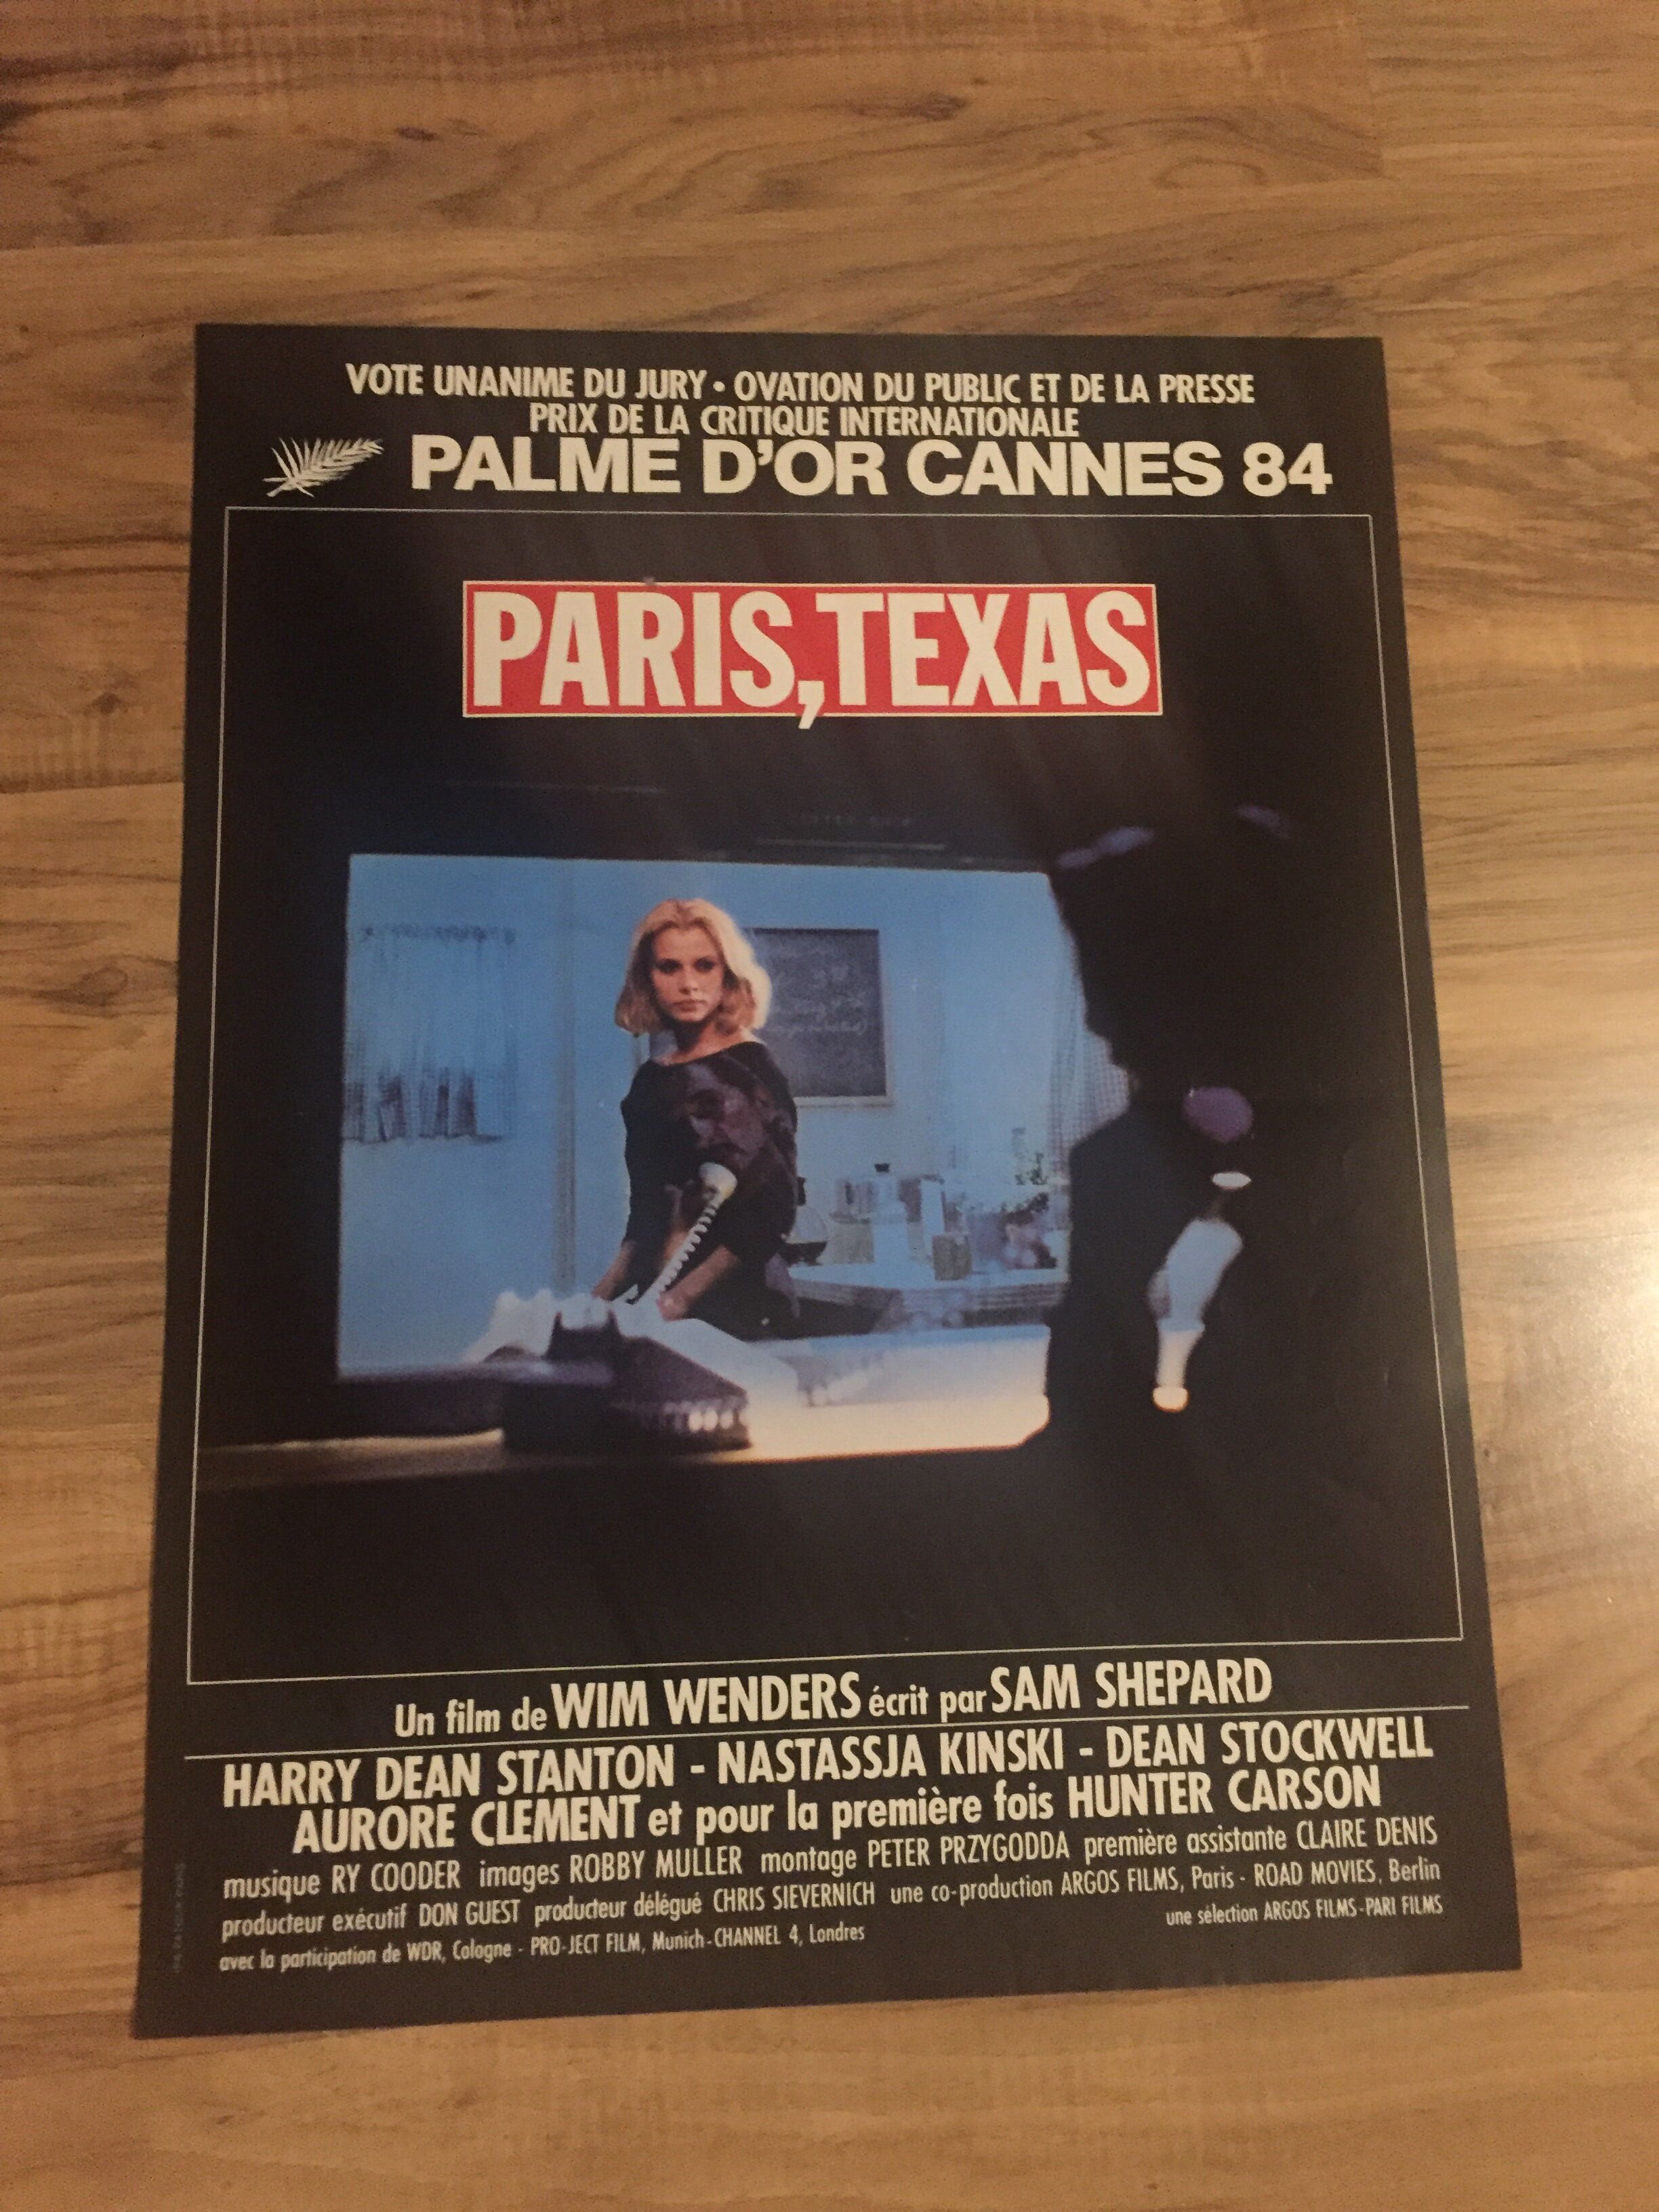 VOTE UNANIME DU JURY • OVATION DU PUBLIC ET DE LA PRESSE
PRIX DE LA CRITIQUE INTERNATIONALE
PALME D'OR CANNES 84
PARIS, TEXAS
Un film de WIM WENDERS écrit par SAM SHEPARD
HARRY DEAN STANTON - NASTASSJA KINSKI - DEAN STOCKWELL
AURORE CLEMENT et pour la première fois HUNTER CARSON
musique RY COODER images ROBBY MULLER montage PETER PRZYGODDA première assistante CLAIRE DENIS
producteur exécutif DON GUEST producteur délégué CHRIS SIEVERNICH une co-production ARGOS FILMS, Paris - ROAD MOVIES, Berlin
avec la participation de WDR, Cologne - PRO-JECT FILM, Munich - CHANNEL 4, Londres
une sélection ARGOS FILMS - PARI FILMS